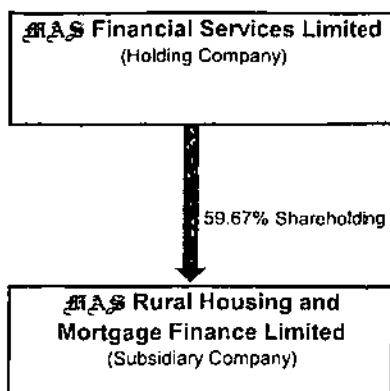 MAS Financial Services Limited
(Holding Company)
59.67% Shareholding
MAS Rural Housing and
Mortgage Finance Limited
(Subsidiary Company)